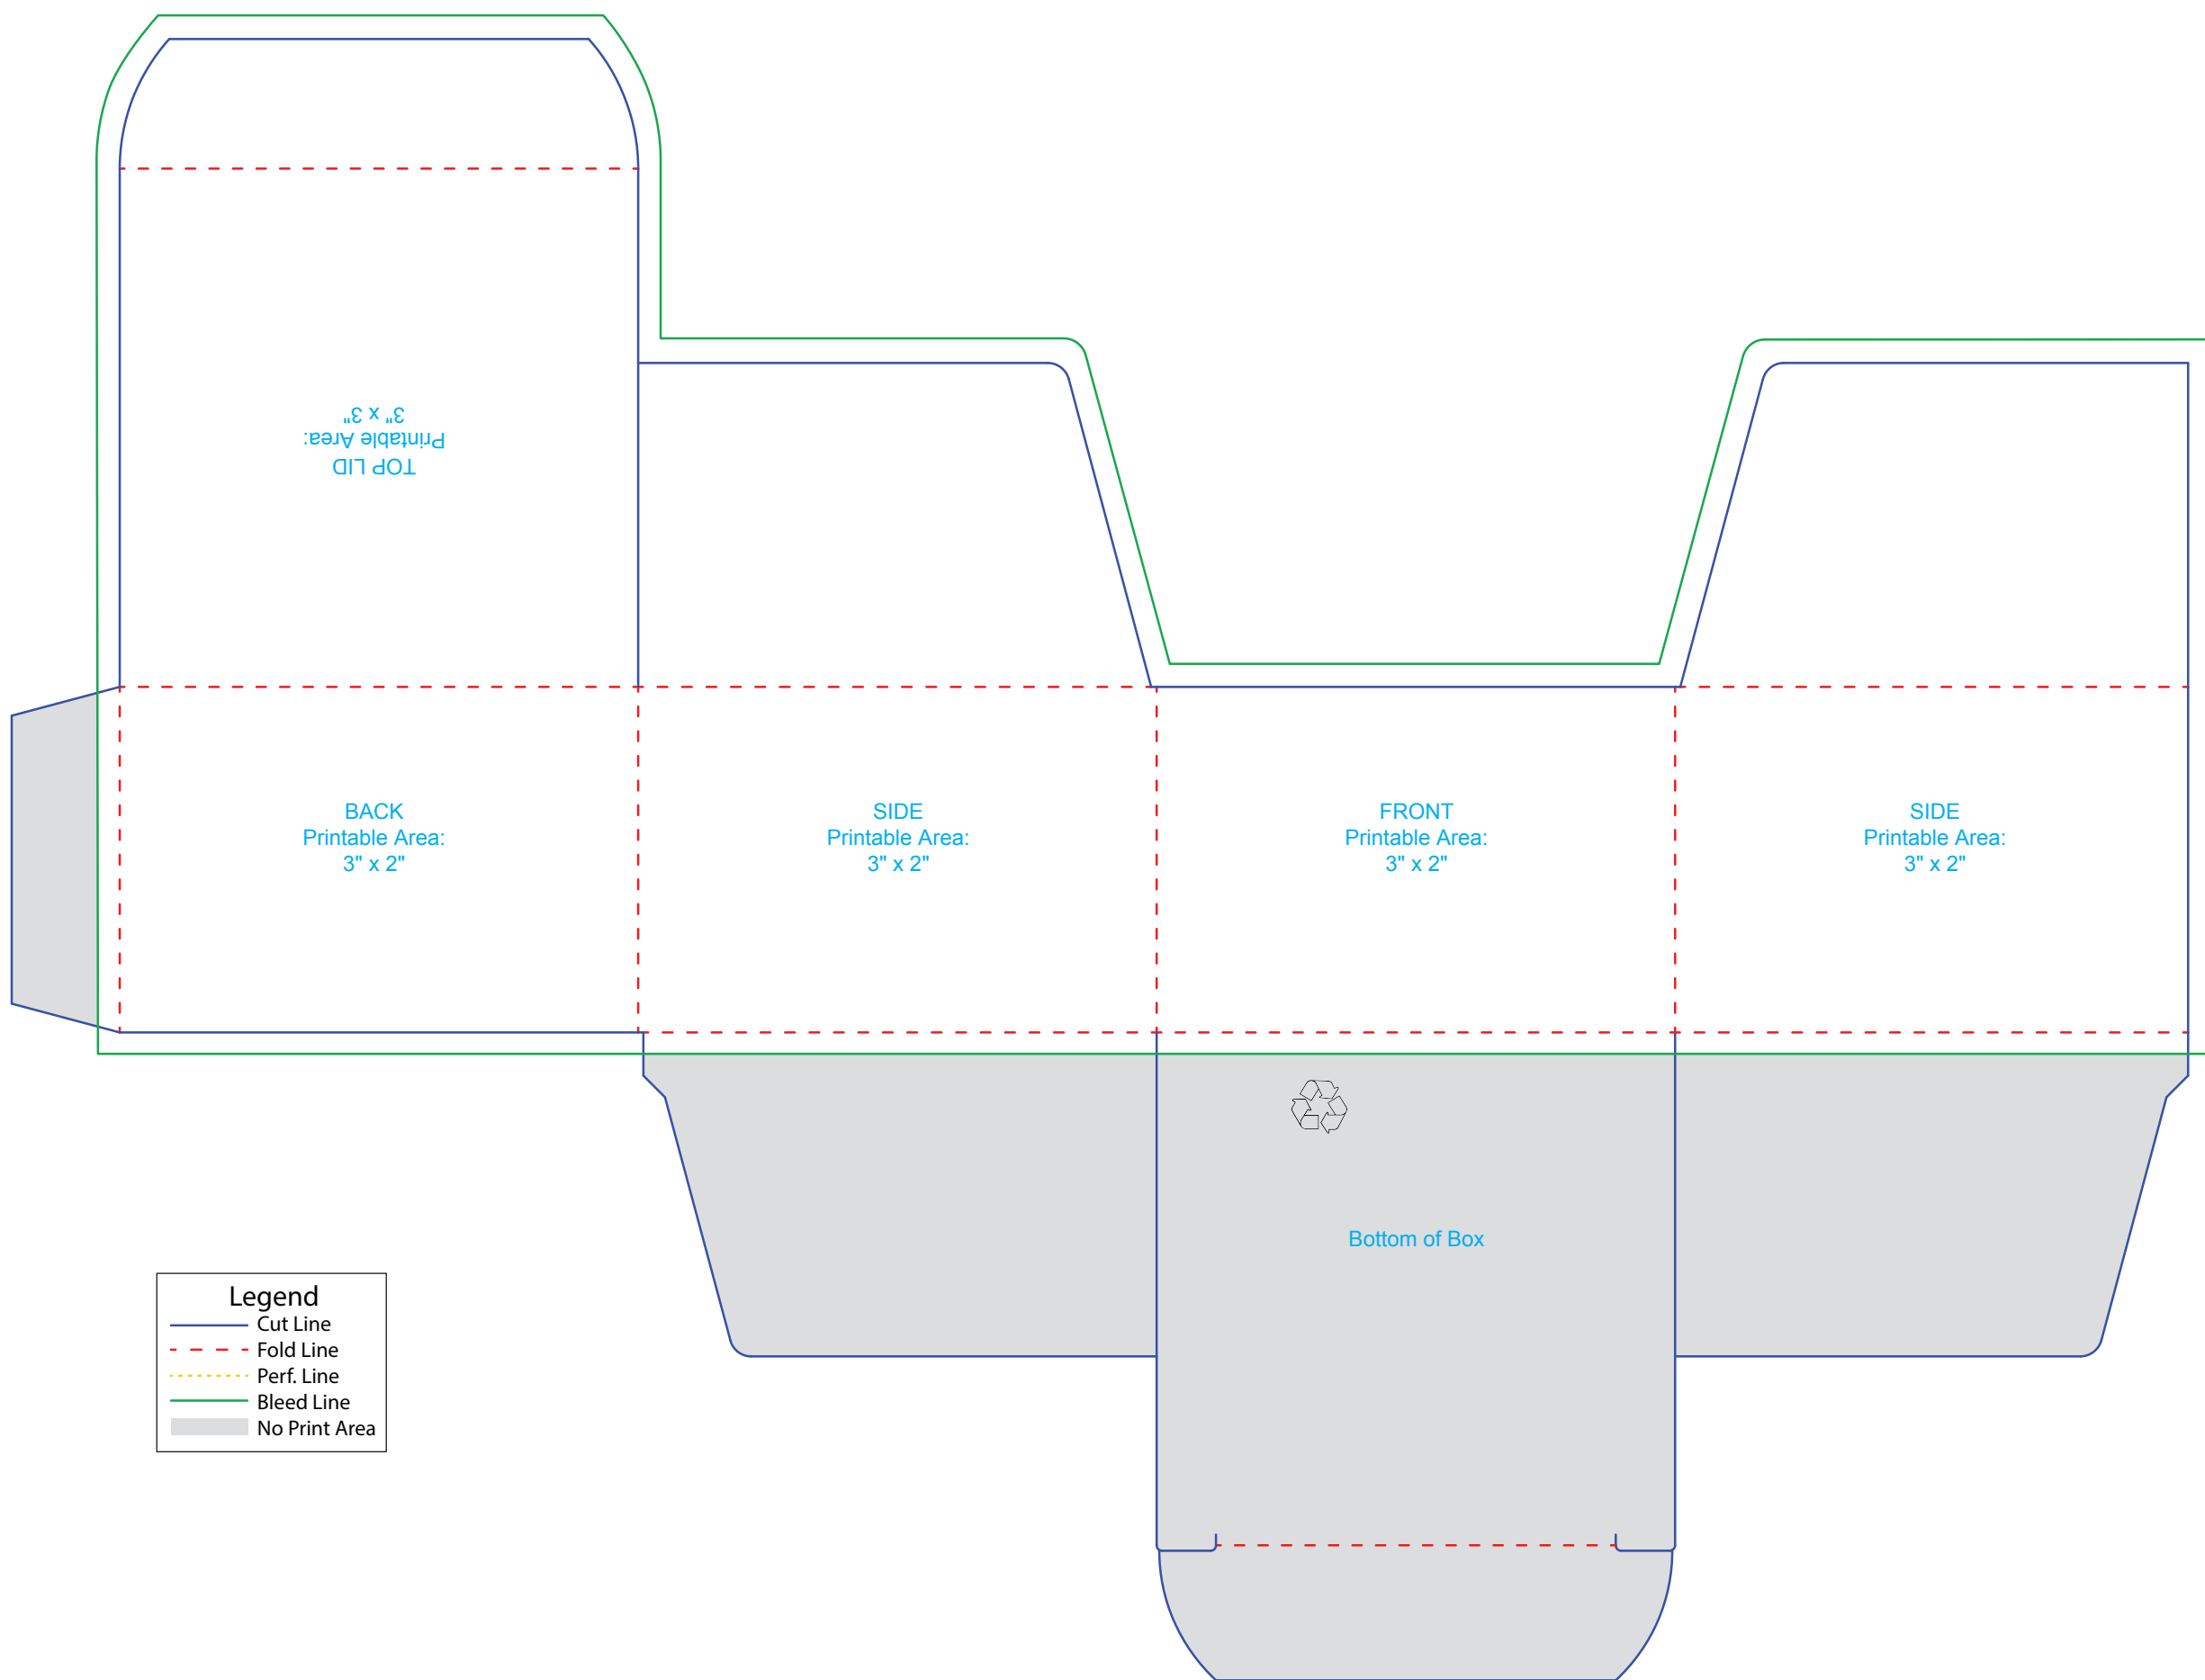 TOP LID
Printable Area:
3" x 3"
BACK
Printable Area:
3" x 2"
SIDE
Printable Area:
3" x 2"
FRONT
Printable Area:
3" x 2"
SIDE
Printable Area:
3" x 2"
Bottom of Box
Legend
Cut Line
Fold Line
Perf. Line
Bleed Line
No Print Area